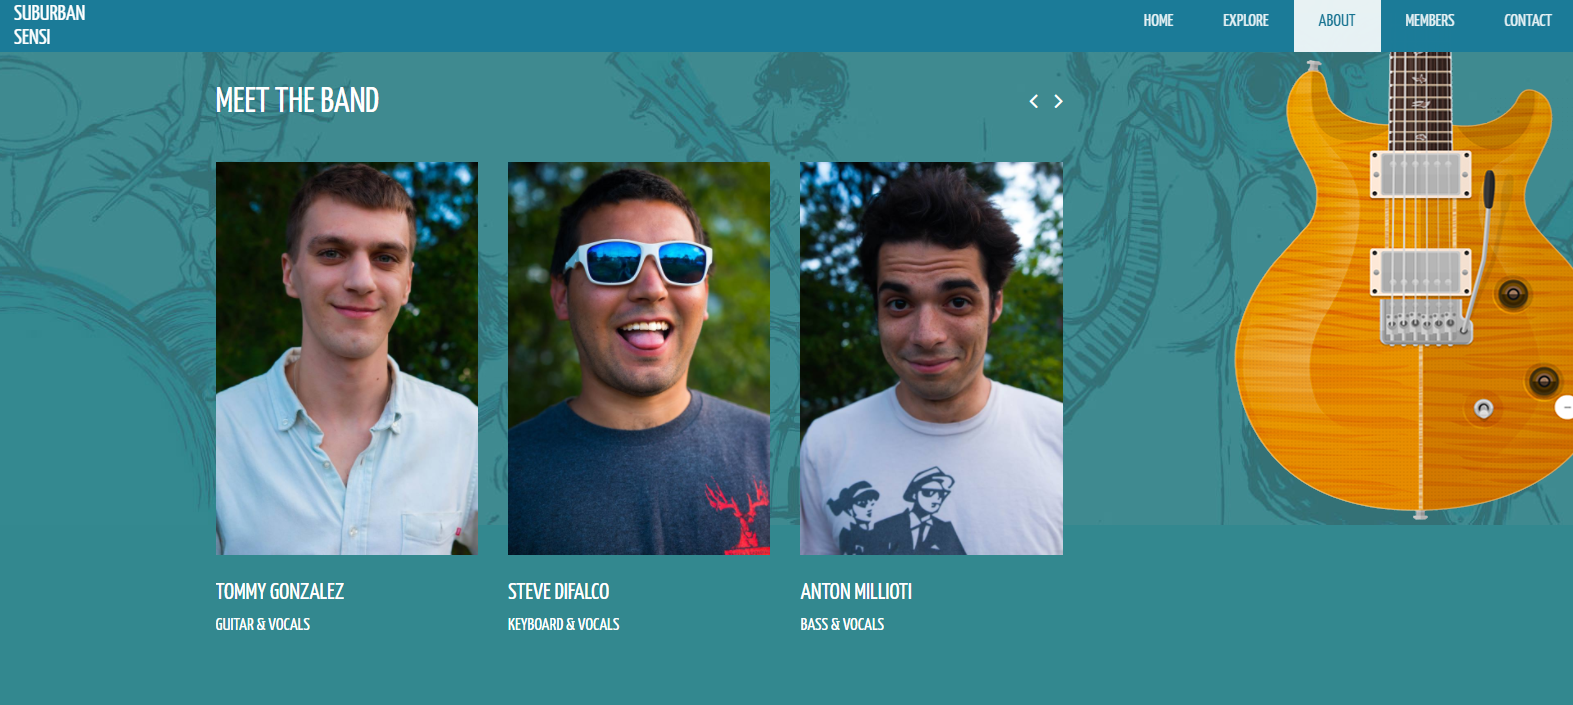 SUBURBAN
SENSI
HOME EXPLORE ABOUT MEMBERS CONTACT
MEET THE BAND
TOMMY GONZALEZ
GUITAR & VOCALS
STEVE DIFALCO
KEYBOARD & VOCALS
ANTON MILLIOTI
BASS & VOCALS